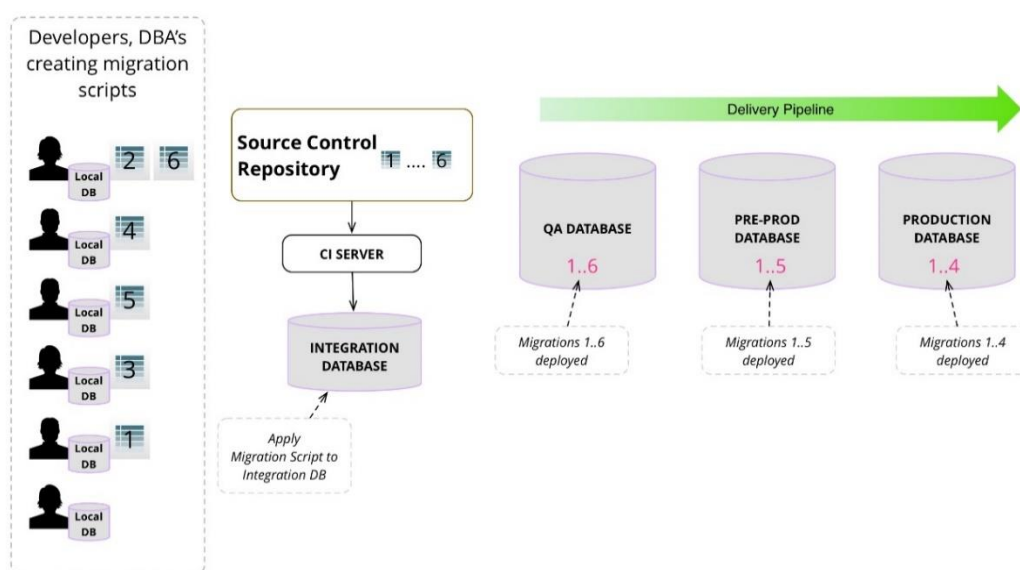 Developers, DBA's
creating migration
scripts
2 6
Local
DB
4
Local
DB
5
Local
DB
3
Local
DB
1
Local
DB
Local
DB
Source Control
Repository
1 .... 6
CI SERVER
INTEGRATION
DATABASE
Apply
Migration Script to
Integration DB
Delivery Pipeline
QA DATABASE
1..6
Migrations 1..6
deployed
PRE-PROD
DATABASE
1..5
Migrations 1..5
deployed
PRODUCTION
DATABASE
1..4
Migrations 1..4
deployed